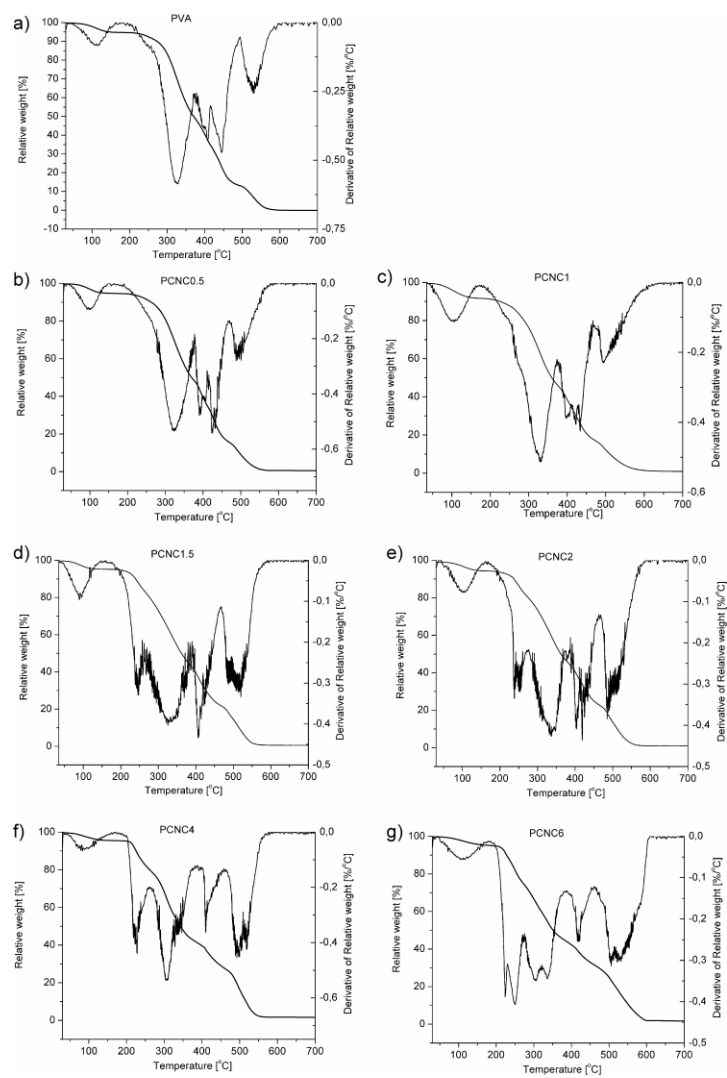 a)
PVA
Relative weight [%]
100
90
80
70
60
50
40
30
20
10
0
-10
0,00
-0,25
-0,50
-0,75
Derivative of Relative weight [%/°C]
100 200 300 400 500 600 700
Temperature [°C]
b)
PCNC0.5
Relative weight [%]
100
80
60
40
20
0
0,0
-0,2
-0,4
-0,6
Derivative of Relative weight [%/°C]
100 200 300 400 500 600 700
Temperature [°C]
c)
PCNC1
Relative weight [%]
100
80
60
40
20
0
0,0
-0,2
-0,4
-0,6
Derivative of Relative weight [%/°C]
100 200 300 400 500 600 700
Temperature [°C]
d)
PCNC1.5
Relative weight [%]
100
80
60
40
20
0
0,0
-0,1
-0,2
-0,3
-0,4
-0,5
Derivative of Relative weight [%/°C]
100 200 300 400 500 600 700
Temperature [°C]
e)
PCNC2
Relative weight [%]
100
80
60
40
20
0
0,0
-0,1
-0,2
-0,3
-0,4
-0,5
Derivative of Relative weight [%/°C]
100 200 300 400 500 600 700
Temperature [°C]
f)
PCNC4
Relative weight [%]
100
80
60
40
20
0
0,0
-0,2
-0,4
-0,6
Derivative of Relative weight [%/°C]
100 200 300 400 500 600 700
Temperature [°C]
g)
PCNC6
Relative weight [%]
100
80
60
40
20
0
0,0
-0,1
-0,2
-0,3
-0,4
-0,5
Derivative of Relative weight [%/°C]
100 200 300 400 500 600 700
Temperature [°C]